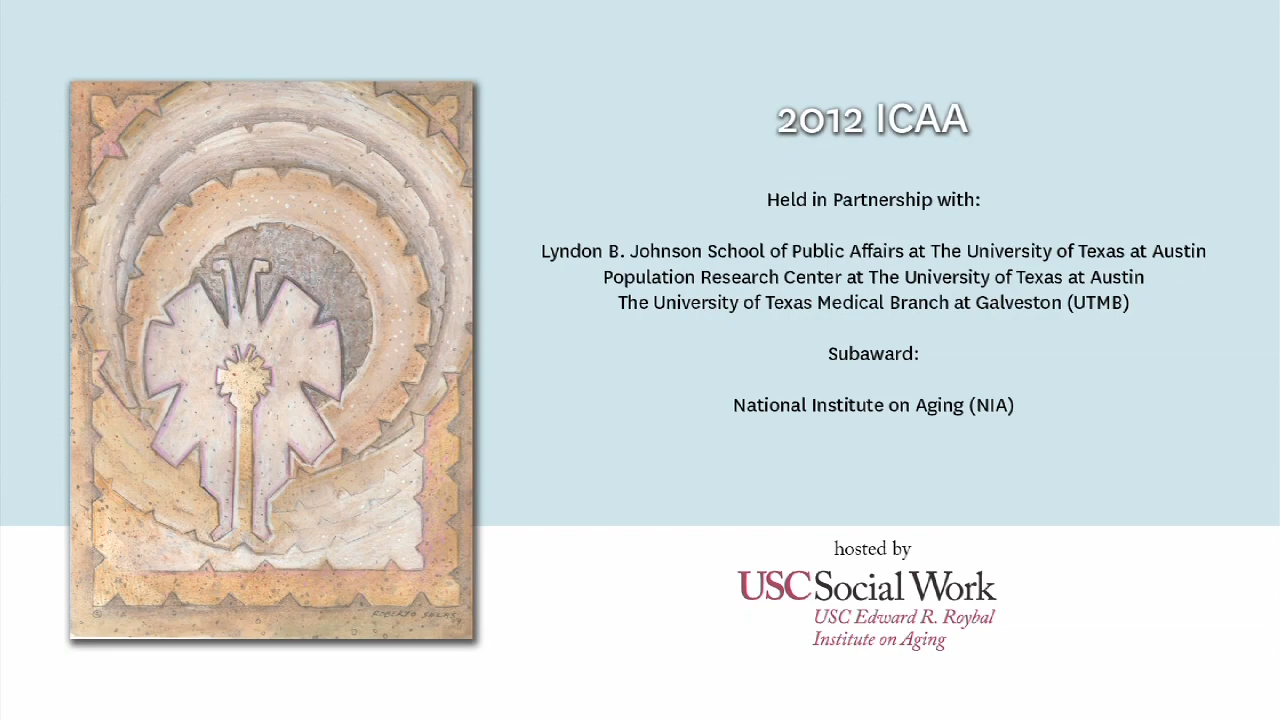 2012 ICAA
Held in Partnership with:
Lyndon B. Johnson School of Public Affairs at The University of Texas at Austin
Population Research Center at The University of Texas at Austin
The University of Texas Medical Branch at Galveston (UTMB)
Subaward:
National Institute on Aging (NIA)
hosted by
USC Social Work
USC Edward R. Roybal
Institute on Aging
ROBERTO SALAS